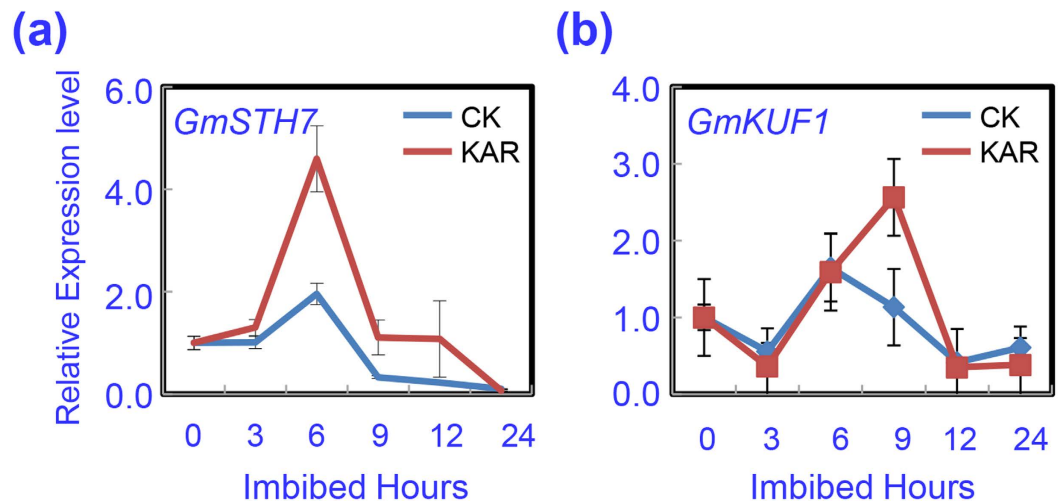 (a)
Relative Expression level
6.0
4.0
2.0
0.0
GmSTH7
CK
KAR
0 3 6 9 12 24
Imbibed Hours
(b)
4.0
3.0
2.0
1.0
0.0
GmKUF1
CK
KAR
0 3 6 9 12 24
Imbibed Hours